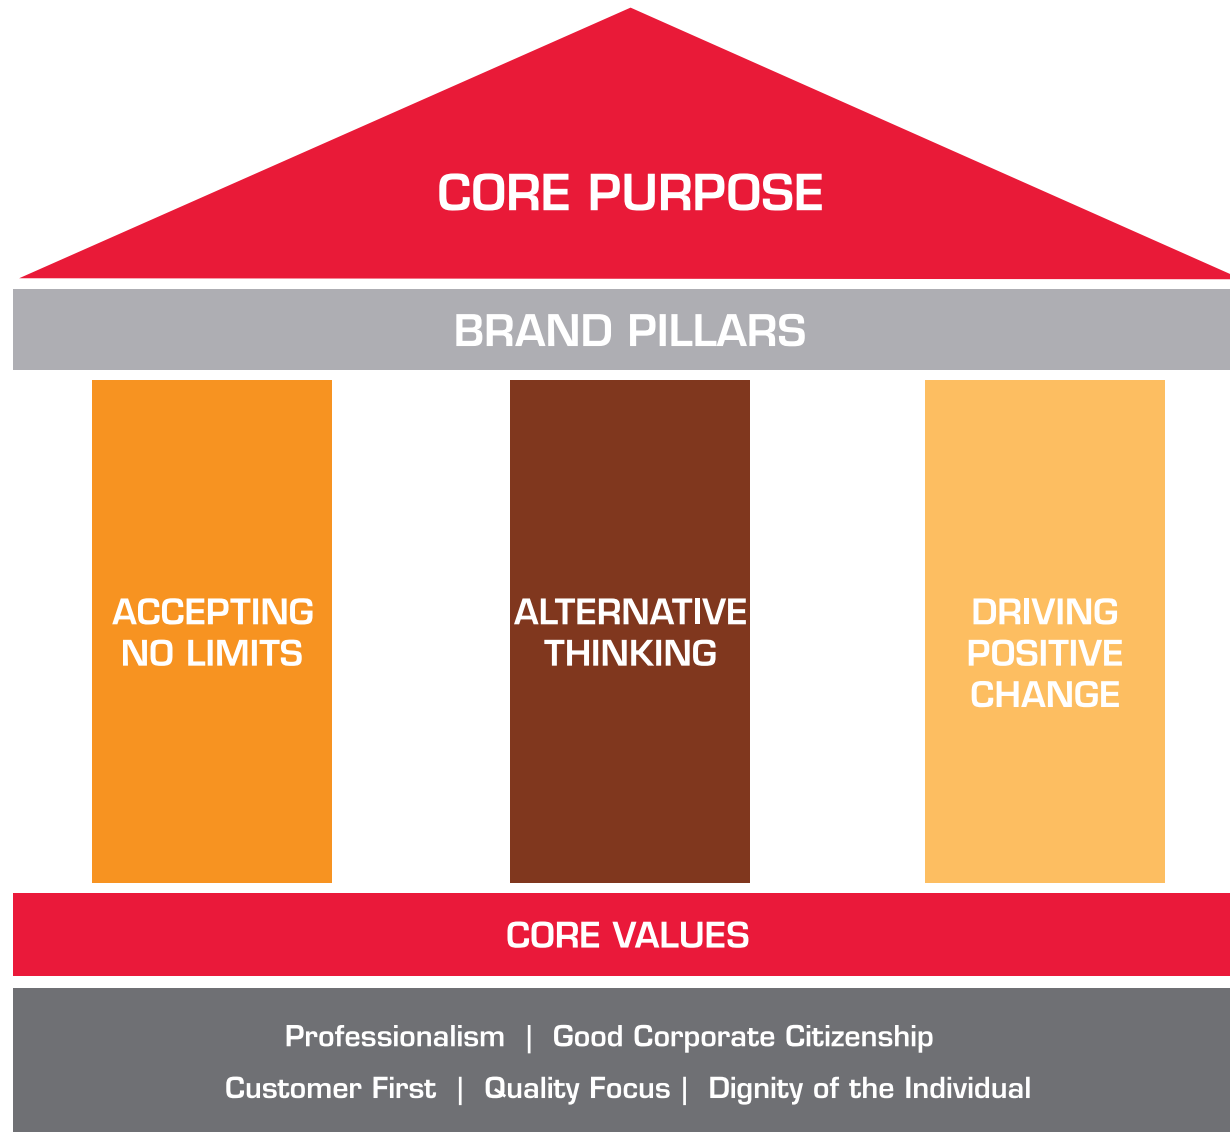 CORE PURPOSE
BRAND PILLARS
ACCEPTING
NO LIMITS
ALTERNATIVE
THINKING
DRIVING
POSITIVE
CHANGE
CORE VALUES
Professionalism | Good Corporate Citizenship
Customer First | Quality Focus | Dignity of the Individual